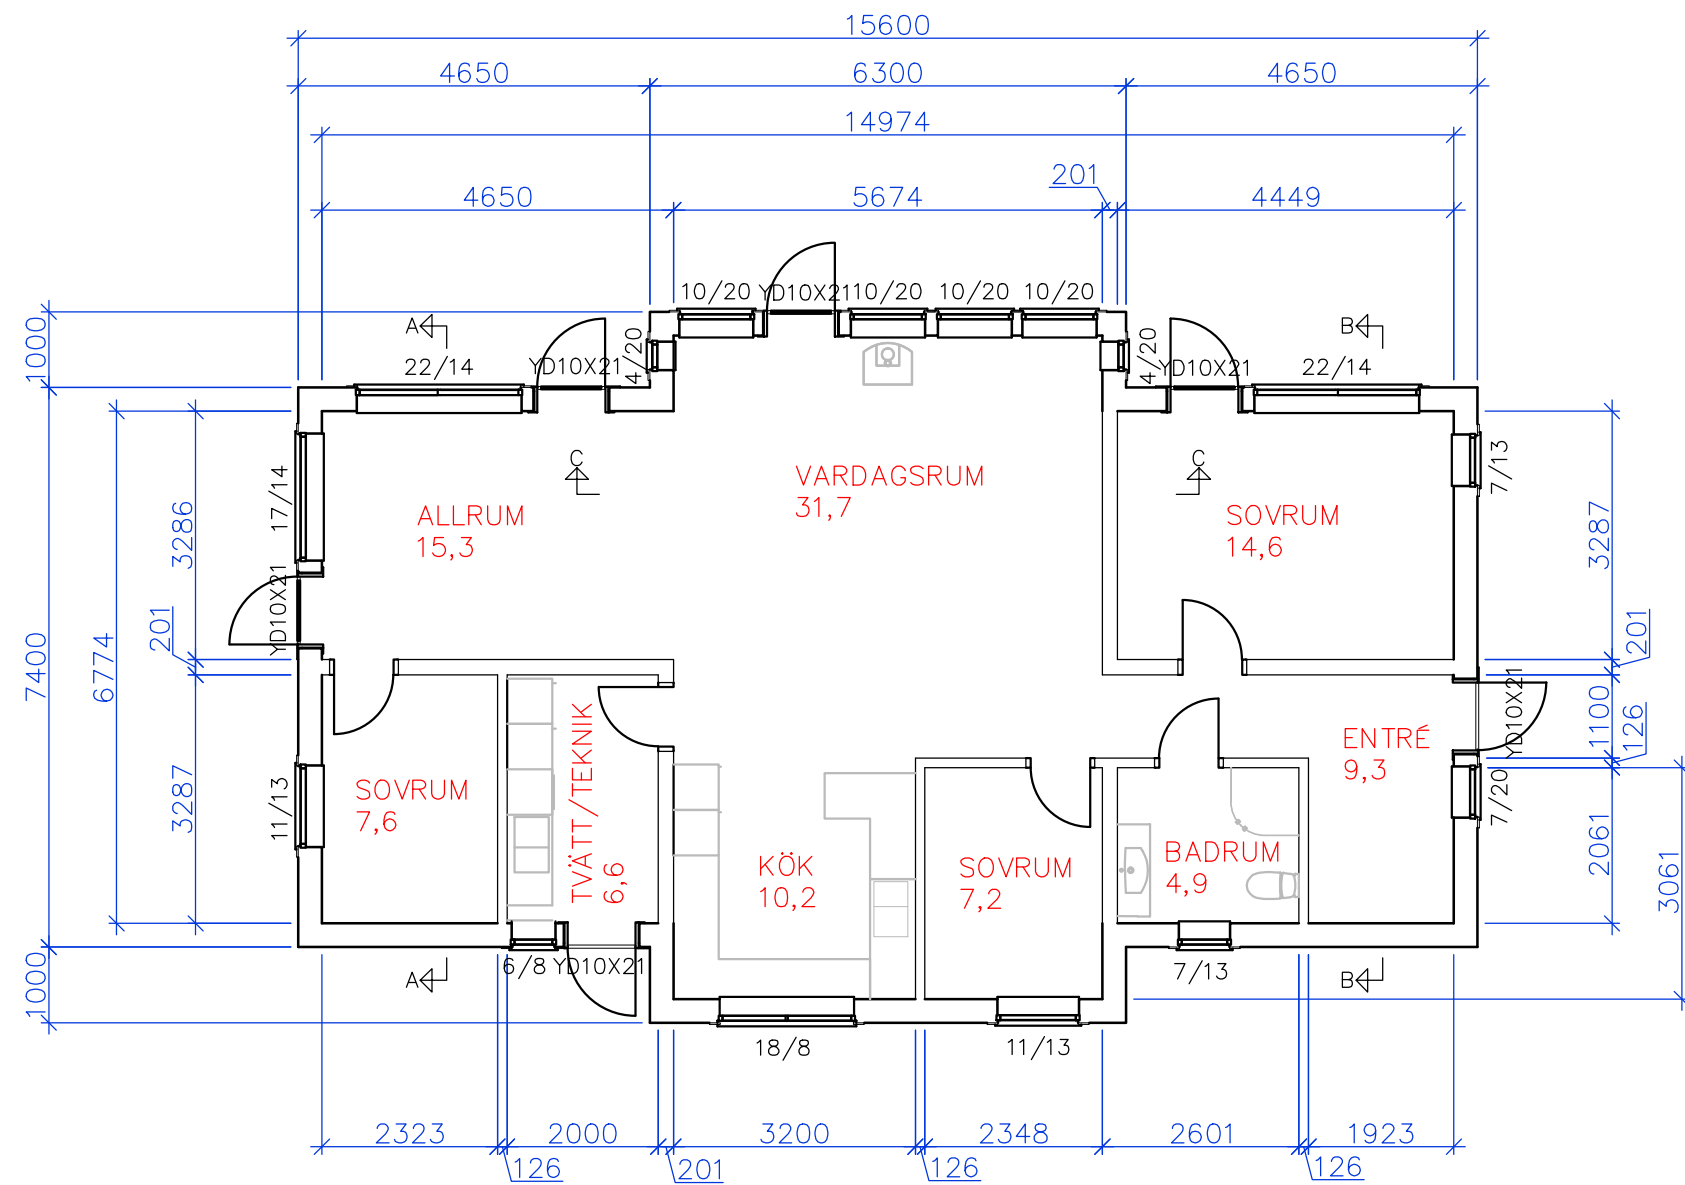 15600
4650 6300 4650
14974
201
4650 5674 4449
10/20 YD10X21 10/20 10/20 10/20
1000
A
B
22/14 YD10X21 4/20 4/20 YD10X21 22/14
C
C
17/14
7/13
VARDAGSRUM
31,7
ALLRUM
15,3
SOVRUM
14,6
3286
3287
YD10X21
201
201
7400
6774
1100
126
YD10X21
ENTRÉ
9,3
TVÄTT/TEKNIK
6,6
SOVRUM
7,6
11/13
3287
7/20
2061
3061
KÖK
10,2
SOVRUM
7,2
BADRUM
4,9
1000
A
6/8 YD10X21
7/13
B
18/8
11/13
2323 2000 3200 2348 2601 1923
126 201 126 126